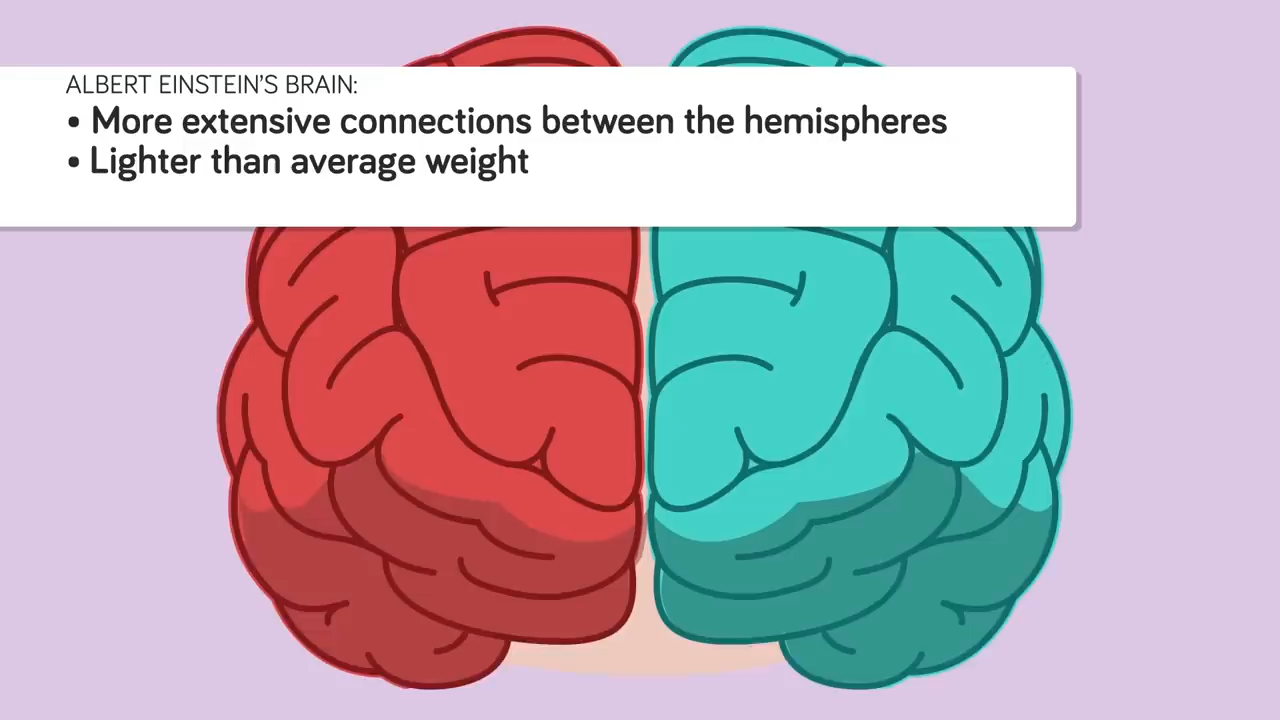 ALBERT EINSTEIN'S BRAIN:
• More extensive connections between the hemispheres
• Lighter than average weight